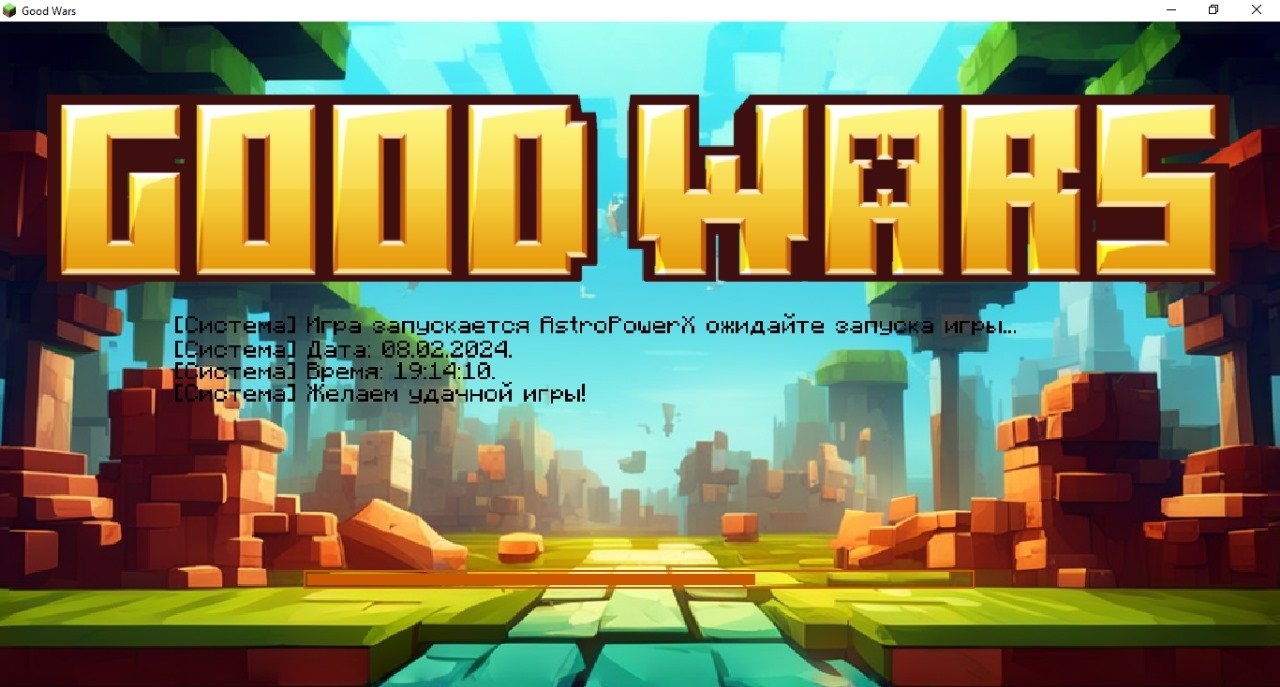 Good Wars
GOOD WARS
[Система] Игра запускается AstroPowerX ожидайте запуска игры...
[Система] Дата: 08.02.2024.
[Система] Время: 19:14:10.
[Система] Желаем удачной игры!